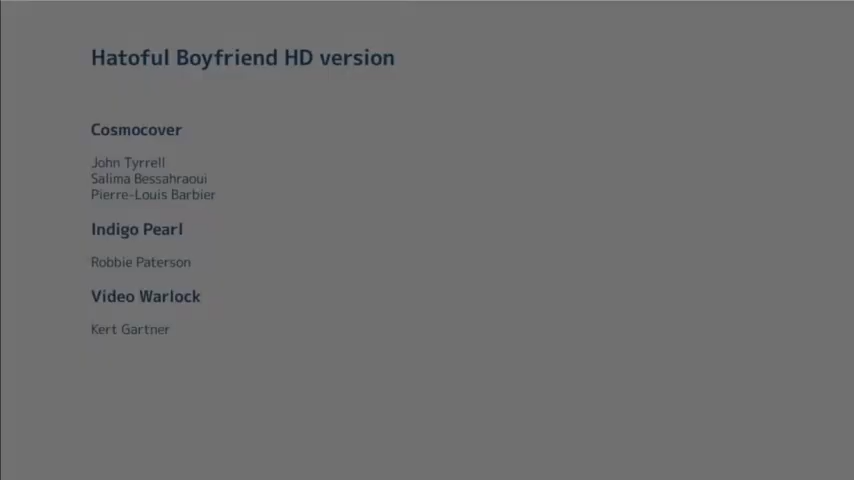 Hatoful Boyfriend HD version
Cosmocover
John Tyrrell
Salima Bessahraoui
Pierre-Louis Barbier
Indigo Pearl
Robbie Paterson
Video Warlock
Kert Gartner